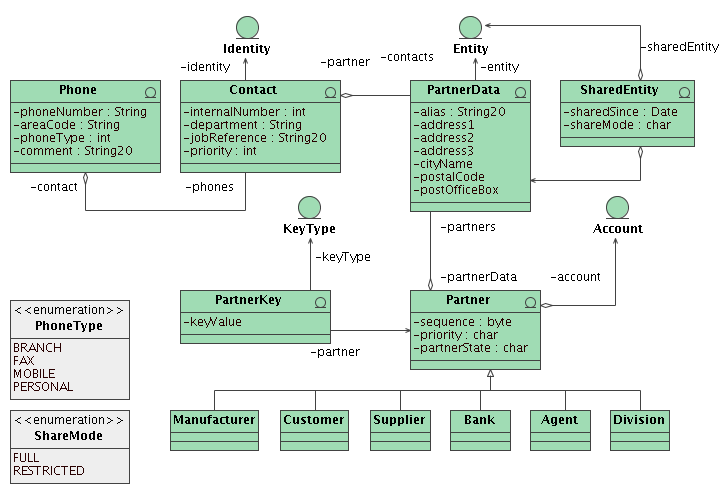 Identity
Entity
-sharedEntity
-identity
-partner
-contacts
-entity
Phone
-phoneNumber : String
-areaCode : String
-phoneType : int
-comment : String20
Contact
-internalNumber : int
-department : String
-jobReference : String20
-priority : int
PartnerData
-alias : String20
-address1
-address2
-address3
-cityName
-postalCode
-postOfficeBox
SharedEntity
-sharedSince : Date
-shareMode : char
-contact
-phones
KeyType
-keyType
-partners
Account
-partnerData
-account
PartnerKey
-keyValue
-partner
Partner
-sequence : byte
-priority : char
-partnerState : char
<<enumeration>>
PhoneType
BRANCH
FAX
MOBILE
PERSONAL
<<enumeration>>
ShareMode
FULL
RESTRICTED
Manufacturer
Customer
Supplier
Bank
Agent
Division